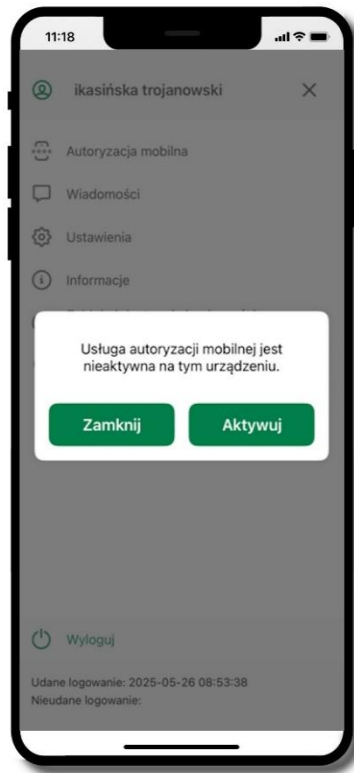 11:18
ikasińska trojanowski
Autoryzacja mobilna
Wiadomości
Ustawienia
Informacje
Usługa autoryzacji mobilnej jest
nieaktywna na tym urządzeniu.
Zamknij
Aktywuj
Wyloguj
Udane logowanie: 2025-05-26 08:53:38
Nieudane logowanie: